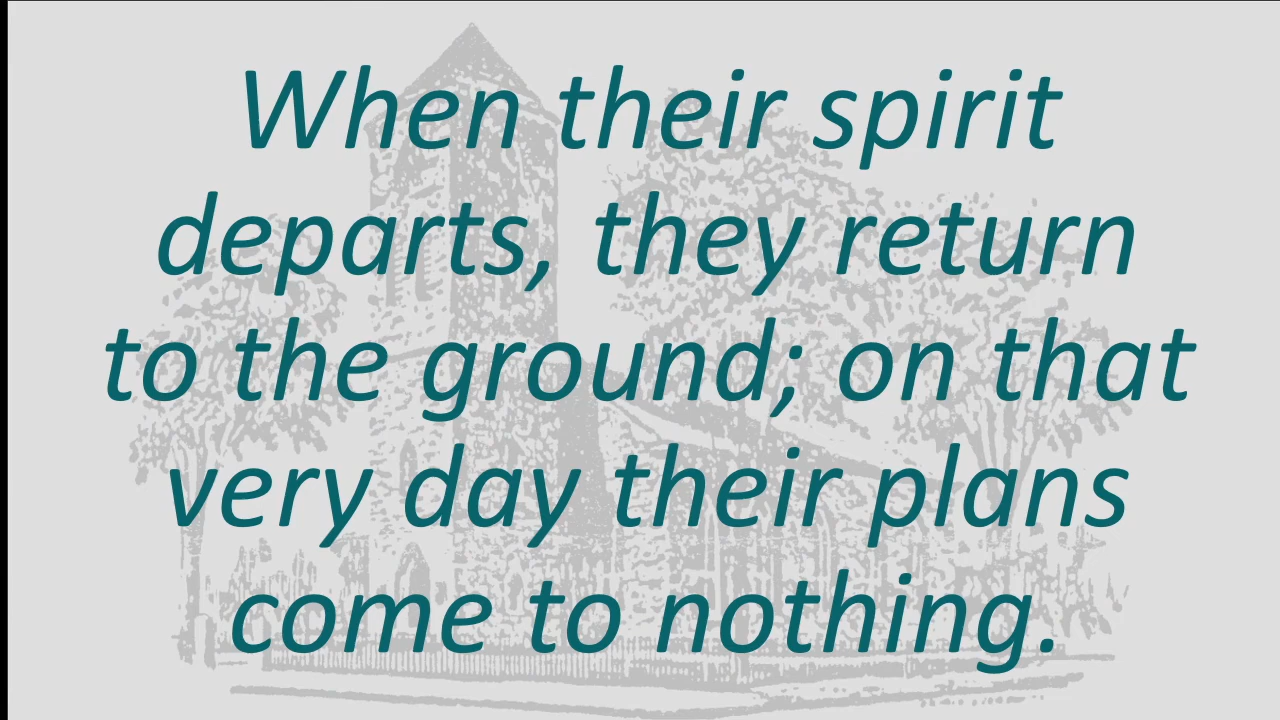 When their spirit
departs, they return
to the ground; on that
very day their plans
come to nothing.